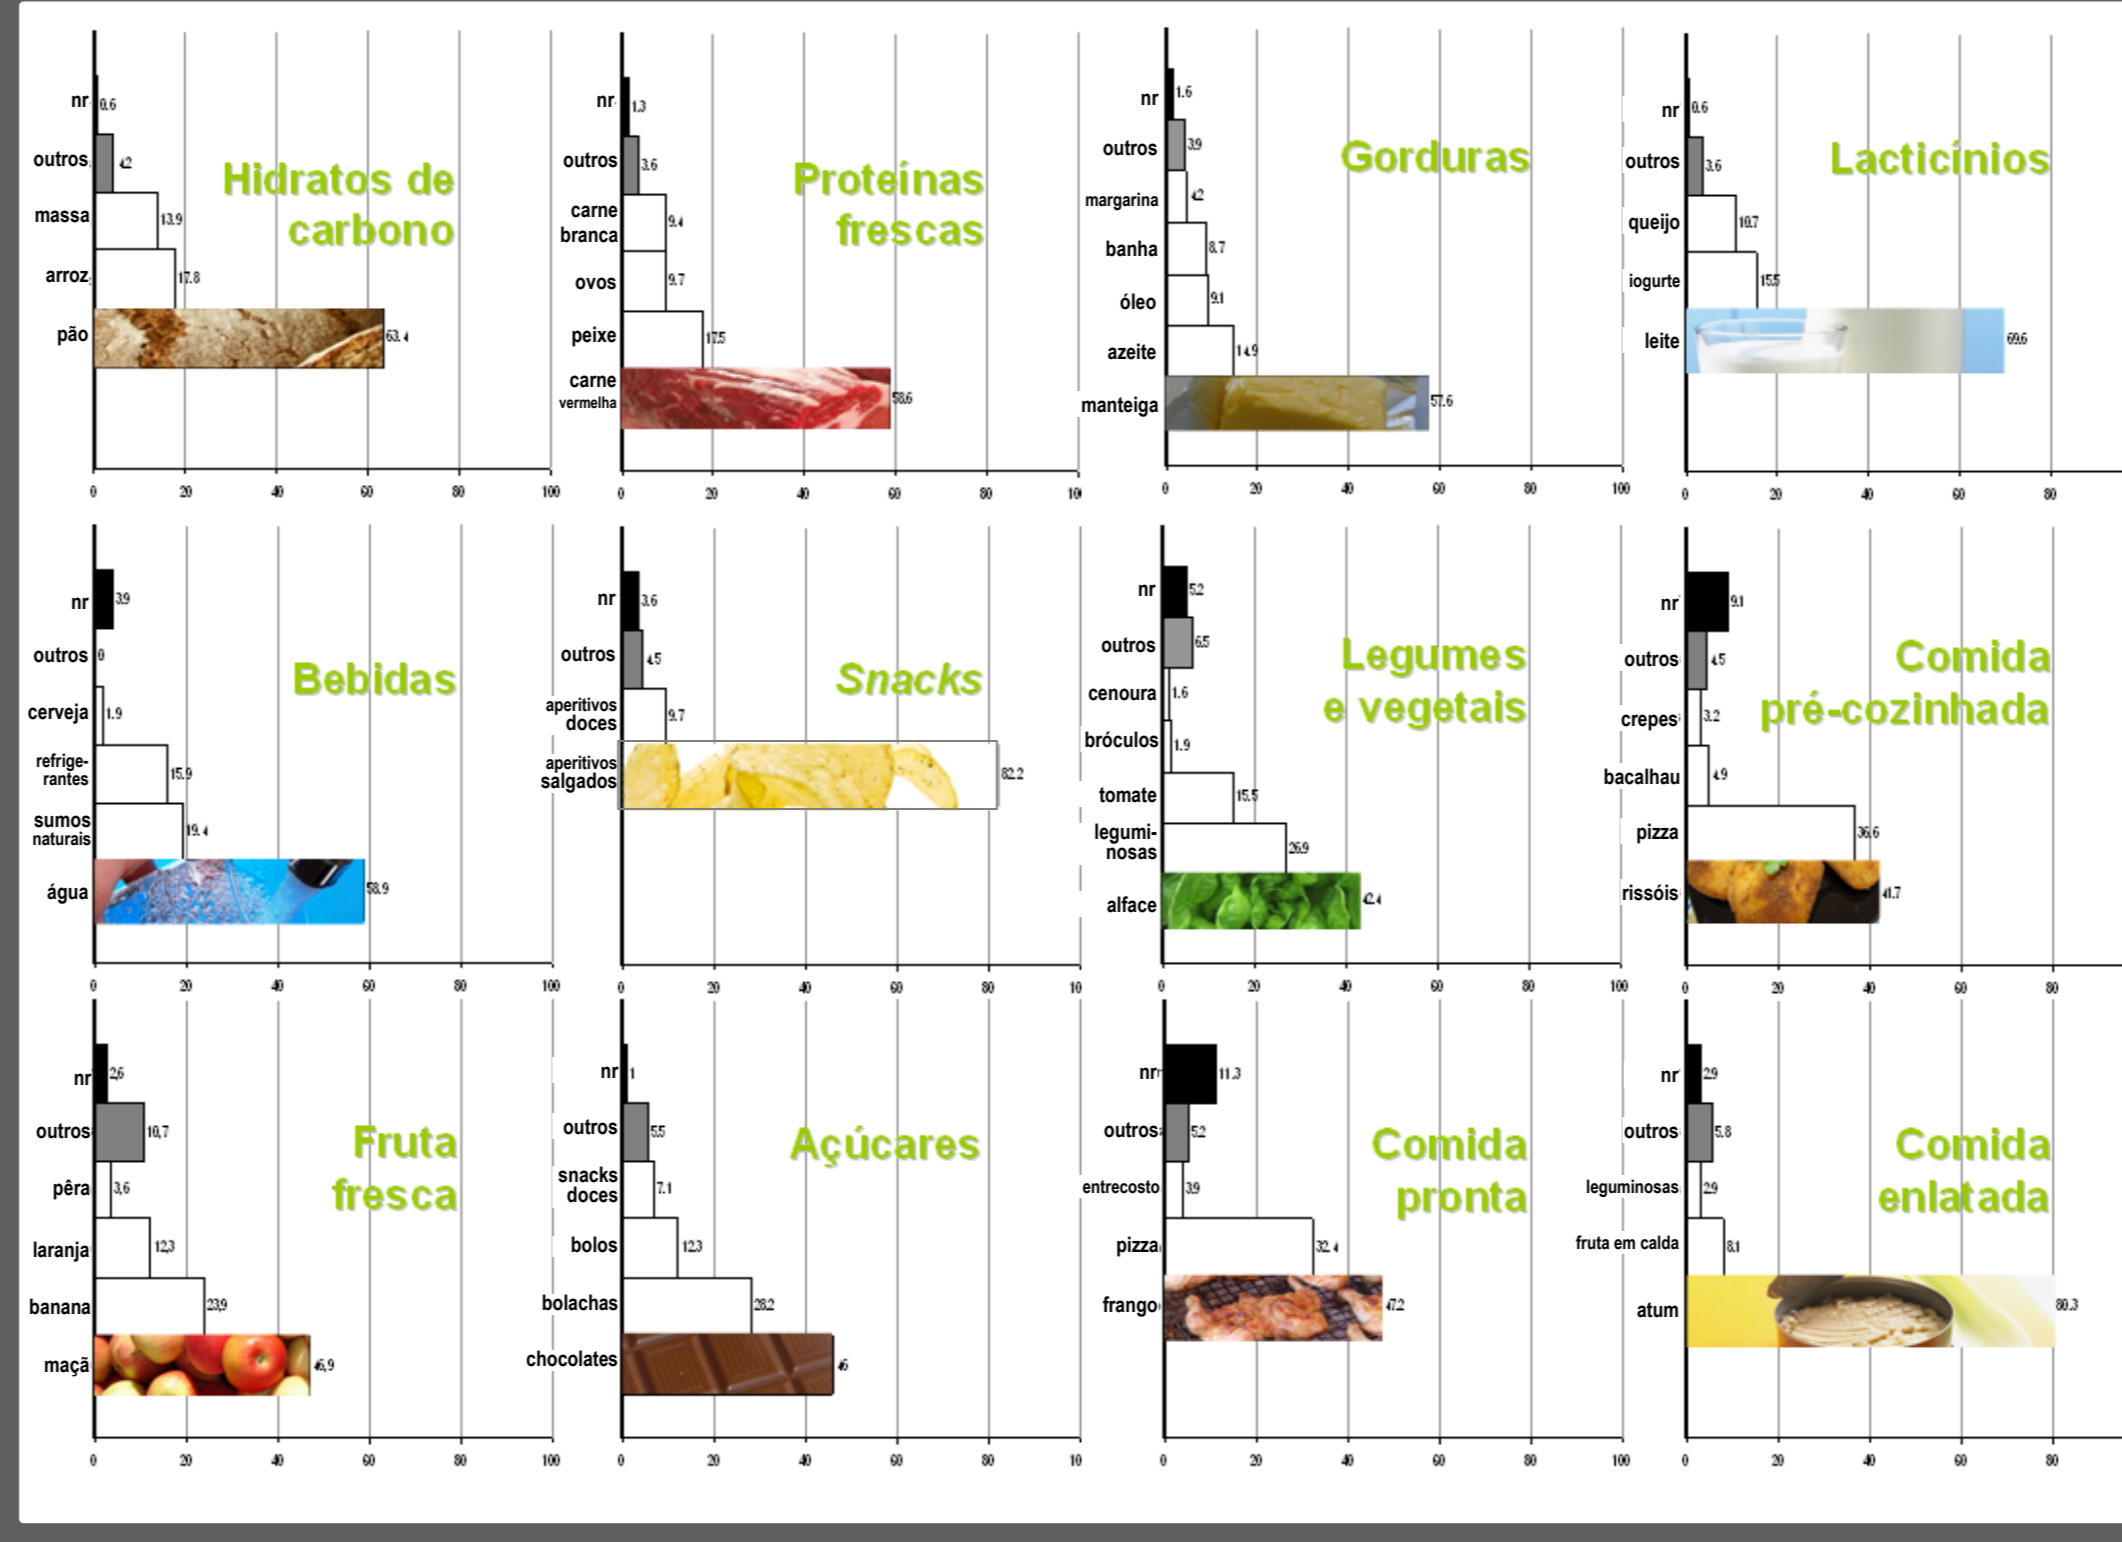 nr 0.6
outros 4.2
massa 13.9
arroz 17.8
pão 63.4
Hidratos de
carbono
0 20 40 60 80 100
nr 1.3
outros 3.6
carne
branca 9.4
ovos 9.7
peixe 17.5
carne
vermelha 58.6
Proteínas
frescas
0 20 40 60 80 10
nr 1.6
outros 3.9
margarina 4.2
banha 8.7
óleo 9.1
azeite 14.9
manteiga 57.6
Gorduras
0 20 40 60 80 100
nr 0.6
outros 3.6
queijo 10.7
iogurte 15.5
leite 69.6
Lacticínios
0 20 40 60 80
nr 3.9
outros 0
cerveja 1.9
refrige-
rantes 15.9
sumos
naturais 19.4
água 58.9
Bebidas
0 20 40 60 80 100
nr 3.6
outros 4.5
aperitivos
doces 9.7
aperitivos
salgados 82.2
Snacks
0 20 40 60 80 10
nr 5.2
outros 6.5
cenoura 1.6
bróculos 1.9
tomate 15.5
legumi-
nosas 26.9
alface 42.4
Legumes
e vegetais
0 20 40 60 80 100
nr 9.1
outros 4.5
crepes 3.2
bacalhau 4.9
pizza 36.6
rissóis 41.7
Comida
pré-cozinhada
0 20 40 60 80
nr 2,6
outros 10,7
pêra 3,6
laranja 12,3
banana 23,9
maçã 46,9
Fruta
fresca
0 20 40 60 80 100
nr 1
outros 5.5
snacks
doces 7.1
bolos 12.3
bolachas 28.2
chocolates 46
Açúcares
0 20 40 60 80 10
nr 11.3
outros 5.2
entrecosto 3.9
pizza 32.4
frango 47.2
Comida
pronta
0 20 40 60 80 100
nr 2.9
outros 5.8
leguminosas 2.9
fruta em calda 8.1
atum 80.3
Comida
enlatada
0 20 40 60 80